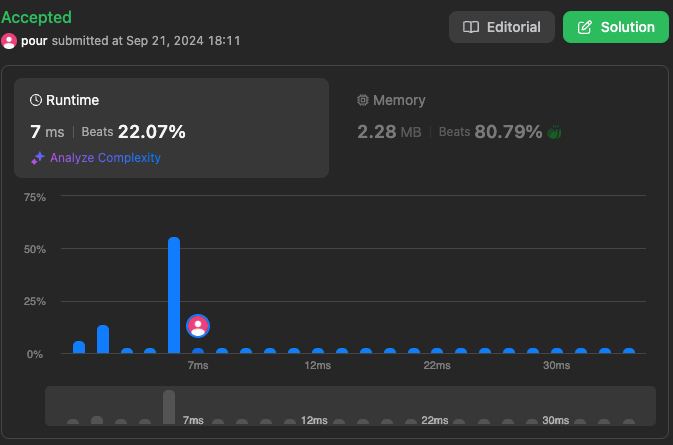 Accepted
pour submitted at Sep 21, 2024 18:11
Editorial
Solution
Runtime
7 ms | Beats 22.07%
Analyze Complexity
Memory
2.28 MB | Beats 80.79%
75%
50%
25%
0%
7ms 12ms 22ms 30ms
7ms 12ms 22ms 30ms